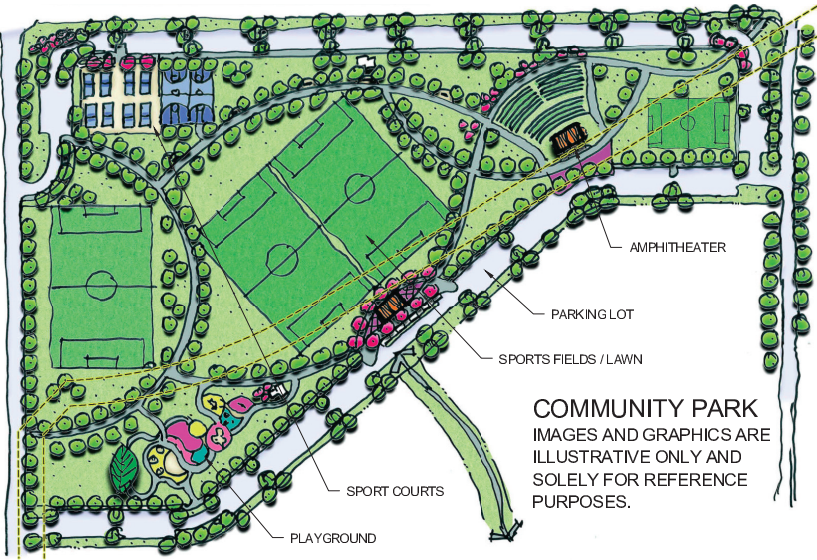 AMPHITHEATER
PARKING LOT
SPORTS FIELDS / LAWN
COMMUNITY PARK
IMAGES AND GRAPHICS ARE
ILLUSTRATIVE ONLY AND
SOLELY FOR REFERENCE
PURPOSES.
SPORT COURTS
PLAYGROUND